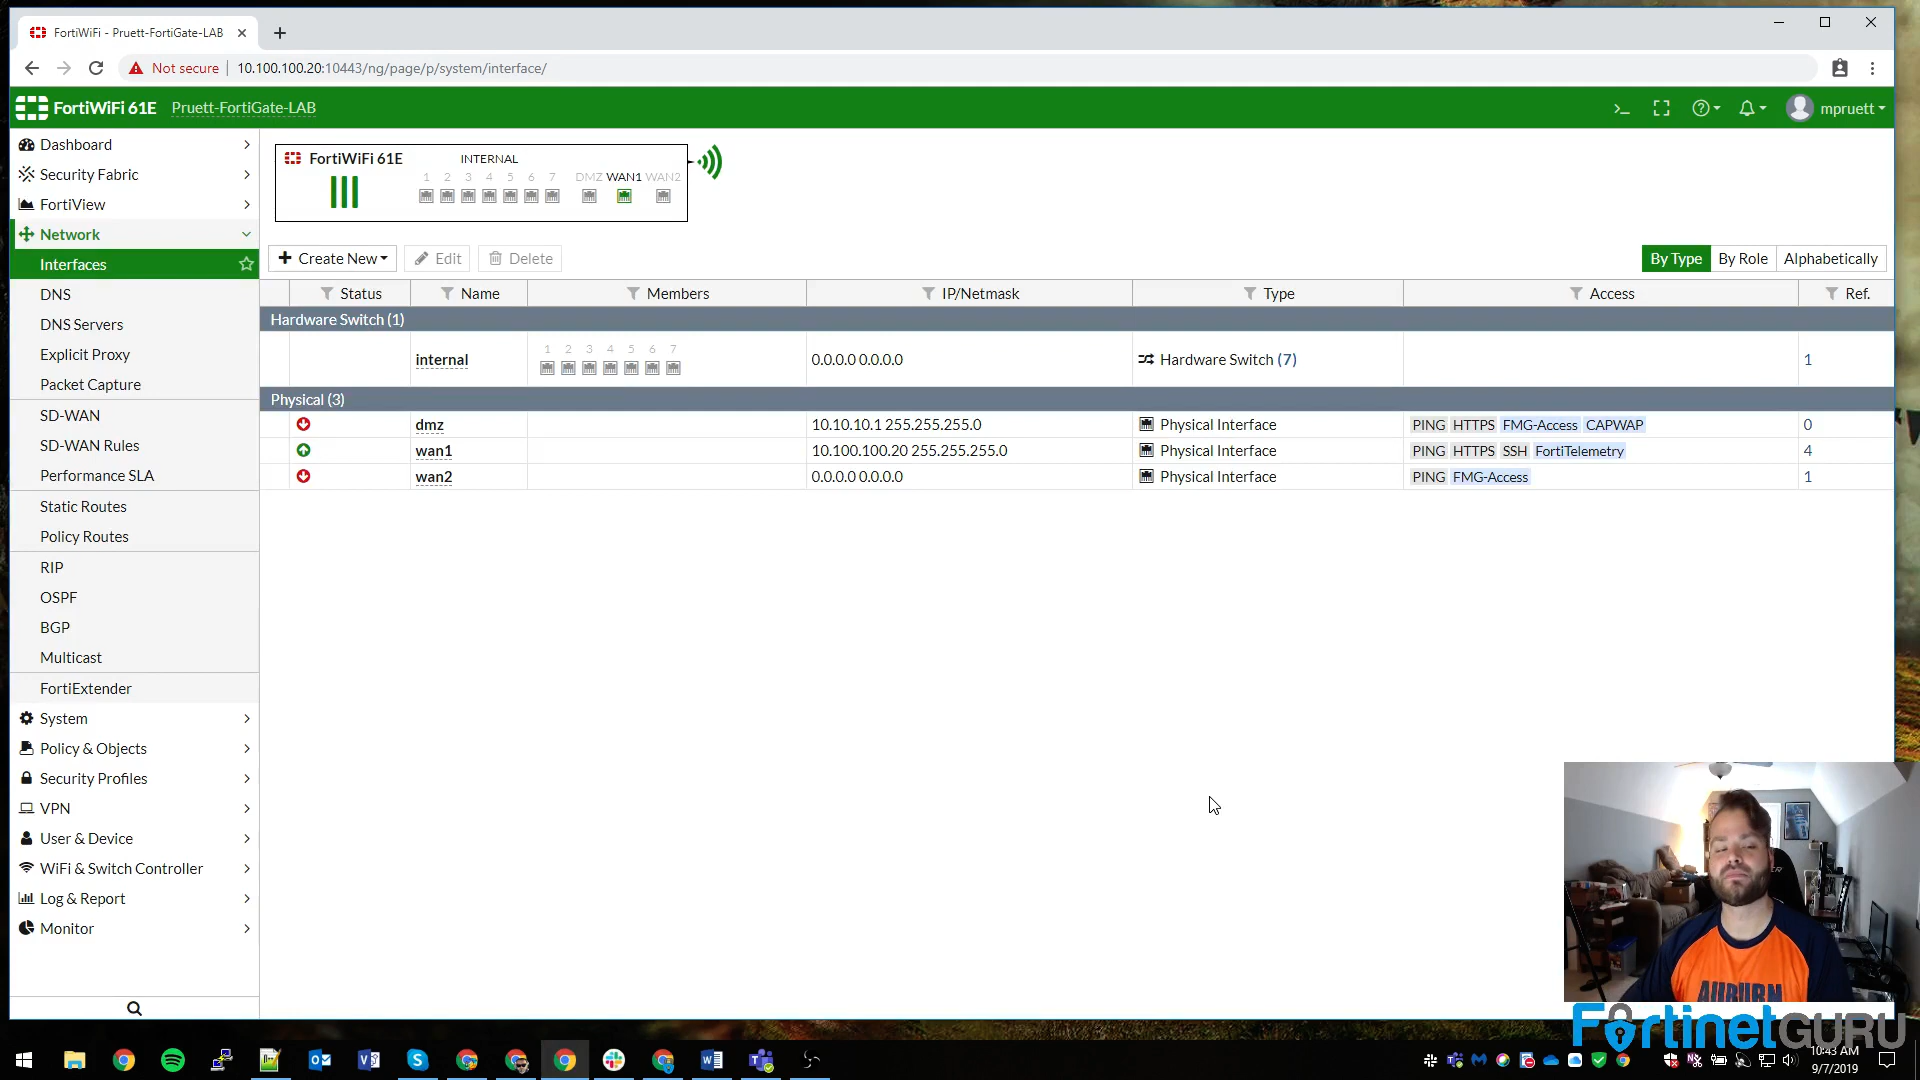 FortiWiFi - Pruett-FortiGate-LAB
Not secure
10.100.100.20:10443/ng/page/p/system/interface/
FortiWiFi 61E
Pruett-FortiGate-LAB
mpruett
Dashboard
Security Fabric
FortiView
Network
Interfaces
DNS
DNS Servers
Explicit Proxy
Packet Capture
SD-WAN
SD-WAN Rules
Performance SLA
Static Routes
Policy Routes
RIP
OSPF
BGP
Multicast
FortiExtender
System
Policy & Objects
Security Profiles
VPN
User & Device
WiFi & Switch Controller
Log & Report
Monitor
FortiWiFi 61E
INTERNAL
1 2 3 4 5 6 7 DMZ WAN1 WAN2
Create New Edit Delete
By Type By Role Alphabetically
Status Name Members IP/Netmask Type Access Ref.
Hardware Switch (1)
1 2 3 4 5 6 7
internal 0.0.0.0 0.0.0.0 Hardware Switch (7) 1
Physical (3)
dmz 10.10.10.1 255.255.255.0 Physical Interface PING HTTPS FMG-Access CAPWAP 0
wan1 10.100.100.20 255.255.255.0 Physical Interface PING HTTPS SSH FortiTelemetry 4
wan2 0.0.0.0 0.0.0.0 Physical Interface PING FMG-Access 1
AUBURN
FortinetGURU
10:43 AM
9/7/2019